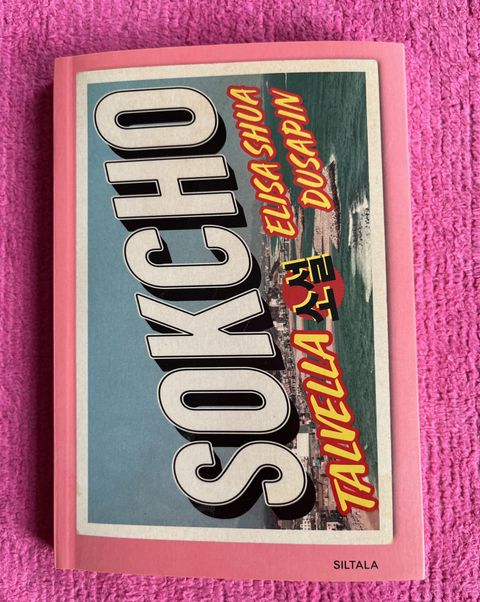 SOKCHO
TALVELLA
소설
ELISA SHUA
DUSAPIN
SILTALA